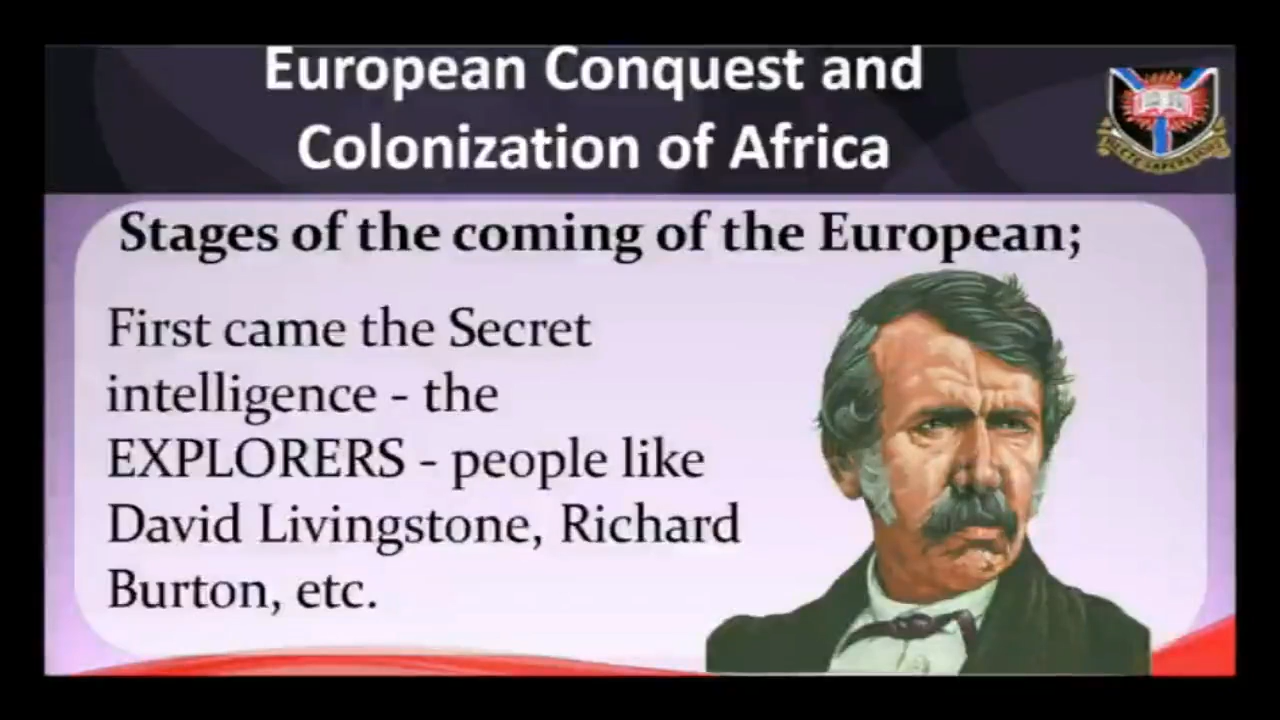 European Conquest and
Colonization of Africa
Stages of the coming of the European;
First came the Secret
intelligence - the
EXPLORERS - people like
David Livingstone, Richard
Burton, etc.